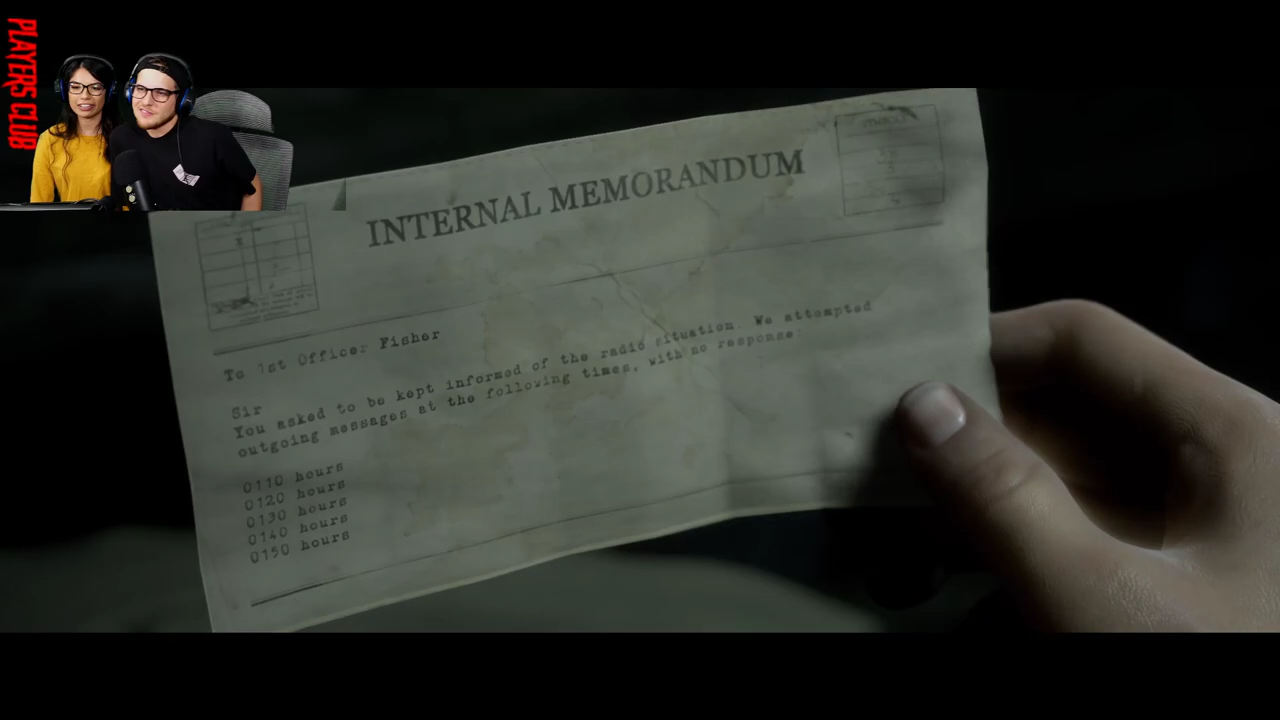 PLAYERS CLUB
INTERNAL MEMORANDUM
To 1st Officer Fisher
Sir
You asked to be kept informed of the radio situation. We attempted
outgoing messages at the following times, with no response:
0110 hours
0120 hours
0130 hours
0140 hours
0150 hours